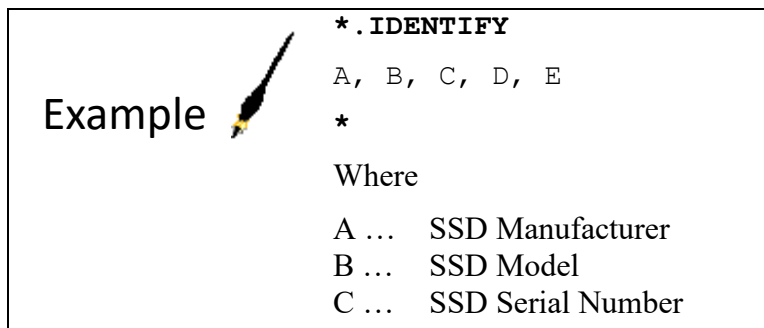 *.IDENTIFY
A, B, C, D, E
Example
*
Where
A … SSD Manufacturer
B … SSD Model
C … SSD Serial Number